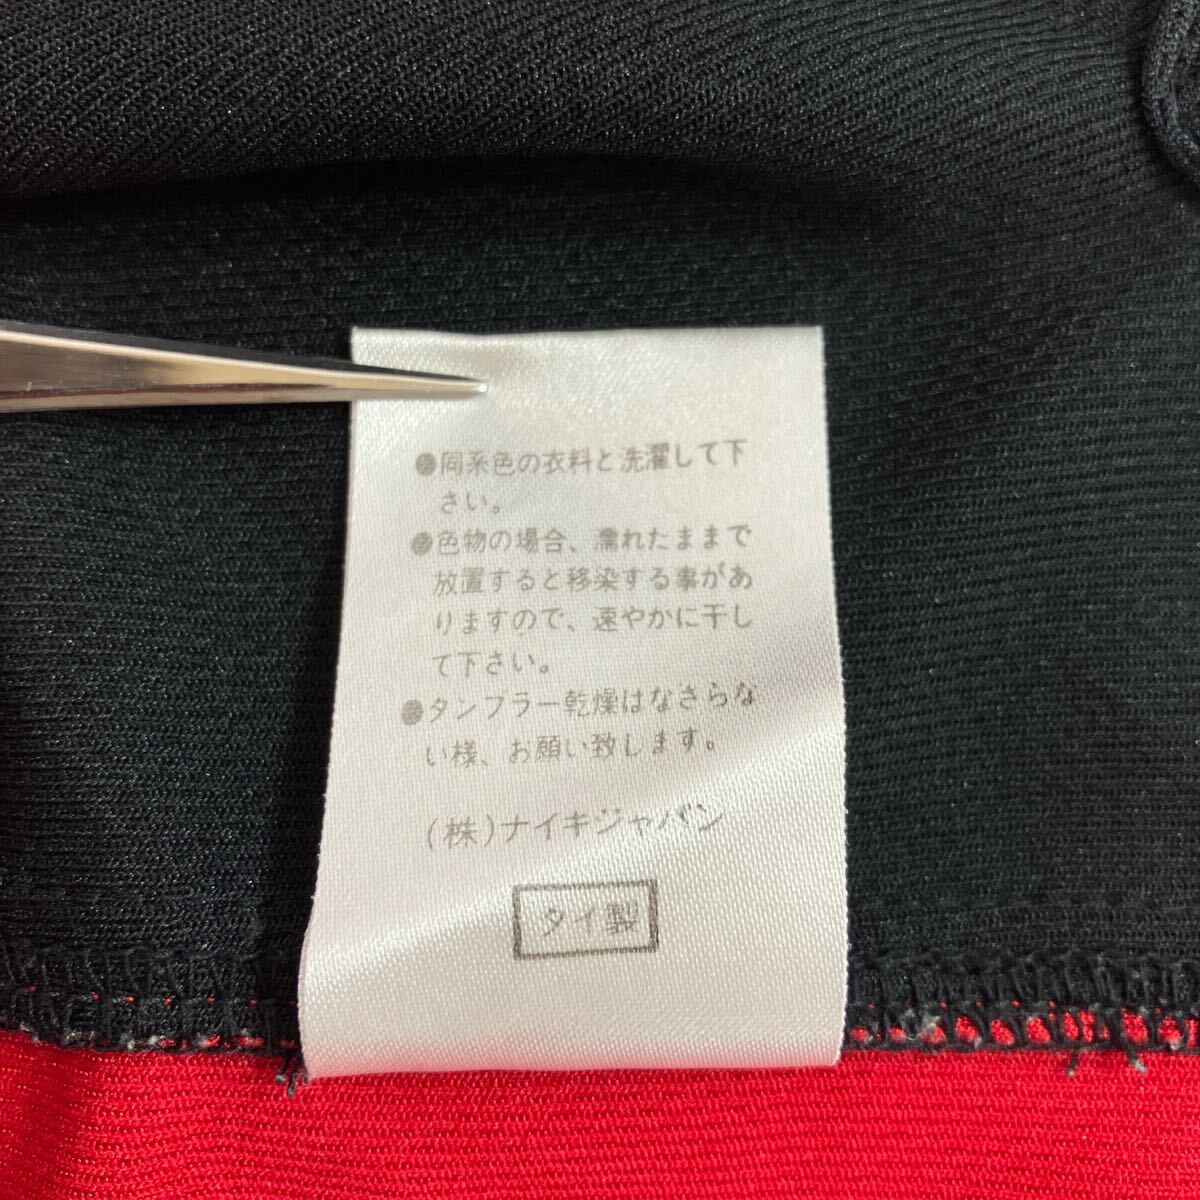 ●同系色の衣料と洗濯して下
さい。
●色物の場合、濡れたままで
放置すると移染する事があ
りますので、速やかに干し
て下さい。
●タンブラー乾燥はなさらな
い様、お願い致します。
(株)ナイキジャパン
タイ製